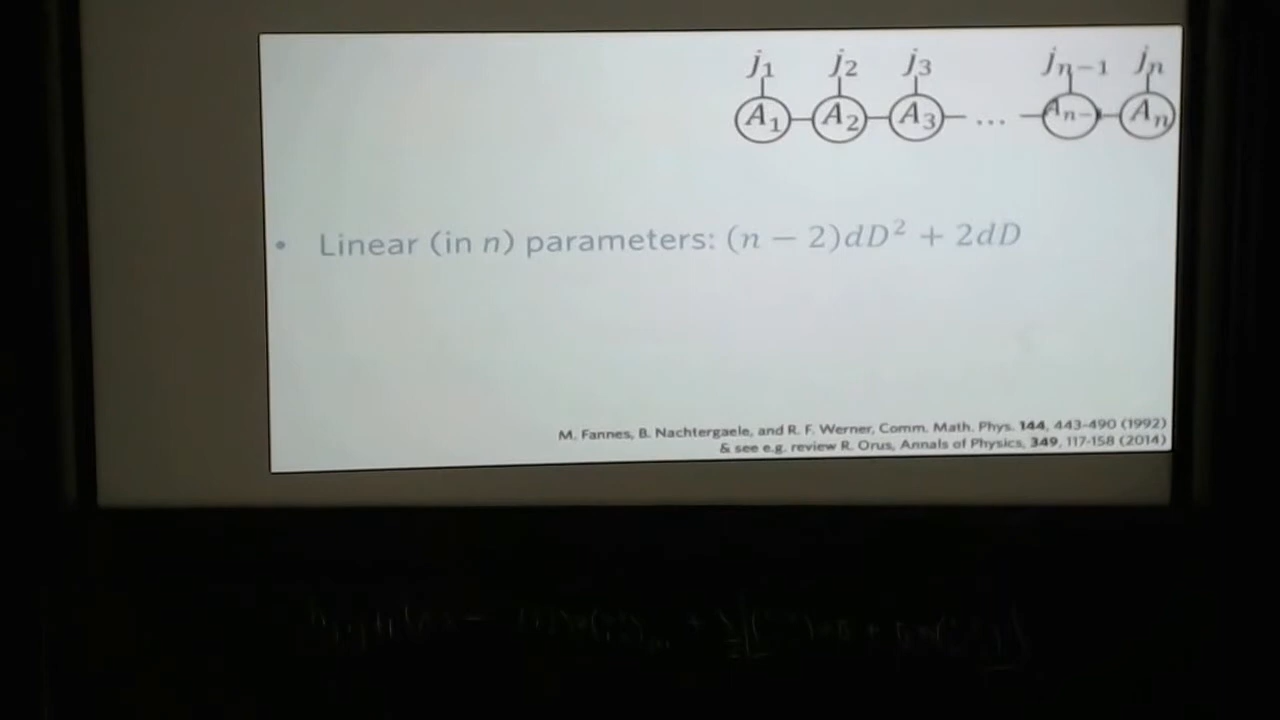 j₁ j₂ j₃ jₙ₋₁ jₙ
A₁ A₂ A₃ ... Aₙ₋ Aₙ
• Linear (in n) parameters: (n − 2)dD² + 2dD
M. Fannes, B. Nachtergaele, and R. F. Werner, Comm. Math. Phys. 144, 443-490 (1992)
& see e.g. review R. Orus, Annals of Physics, 349, 117-158 (2014)